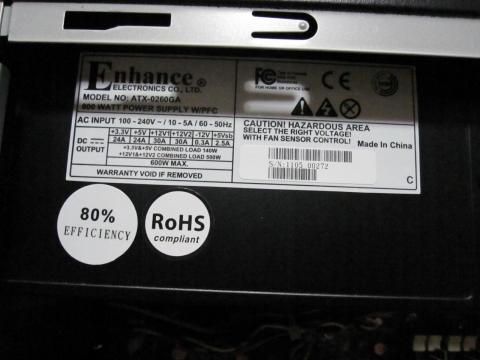 Enhance®
ELECTRONICS CO., LTD.
MODEL NO: ATX-0260GA
600 WATT POWER SUPPLY W/PFC
FC CE
FOR HOME OR OFFICE USE
AC INPUT 100 - 240V ~ / 10 - 5A / 60 - 50Hz
DC OUTPUT
+3.3V +5V +12V1 +12V2 -12V +5Vsb
24A 24A 30A 30A 0.3A 2.5A
+3.3V&+5V COMBINED LOAD 140W
+12V1&+12V2 COMBINED LOAD 500W
600W MAX.
WARRANTY VOID IF REMOVED
CAUTION! HAZARDOUS AREA
SELECT THE RIGHT VOLTAGE!
WITH FAN SENSOR CONTROL!
Made In China
S/N:1105 00272
C
80%
EFFICIENCY
RoHS
compliant